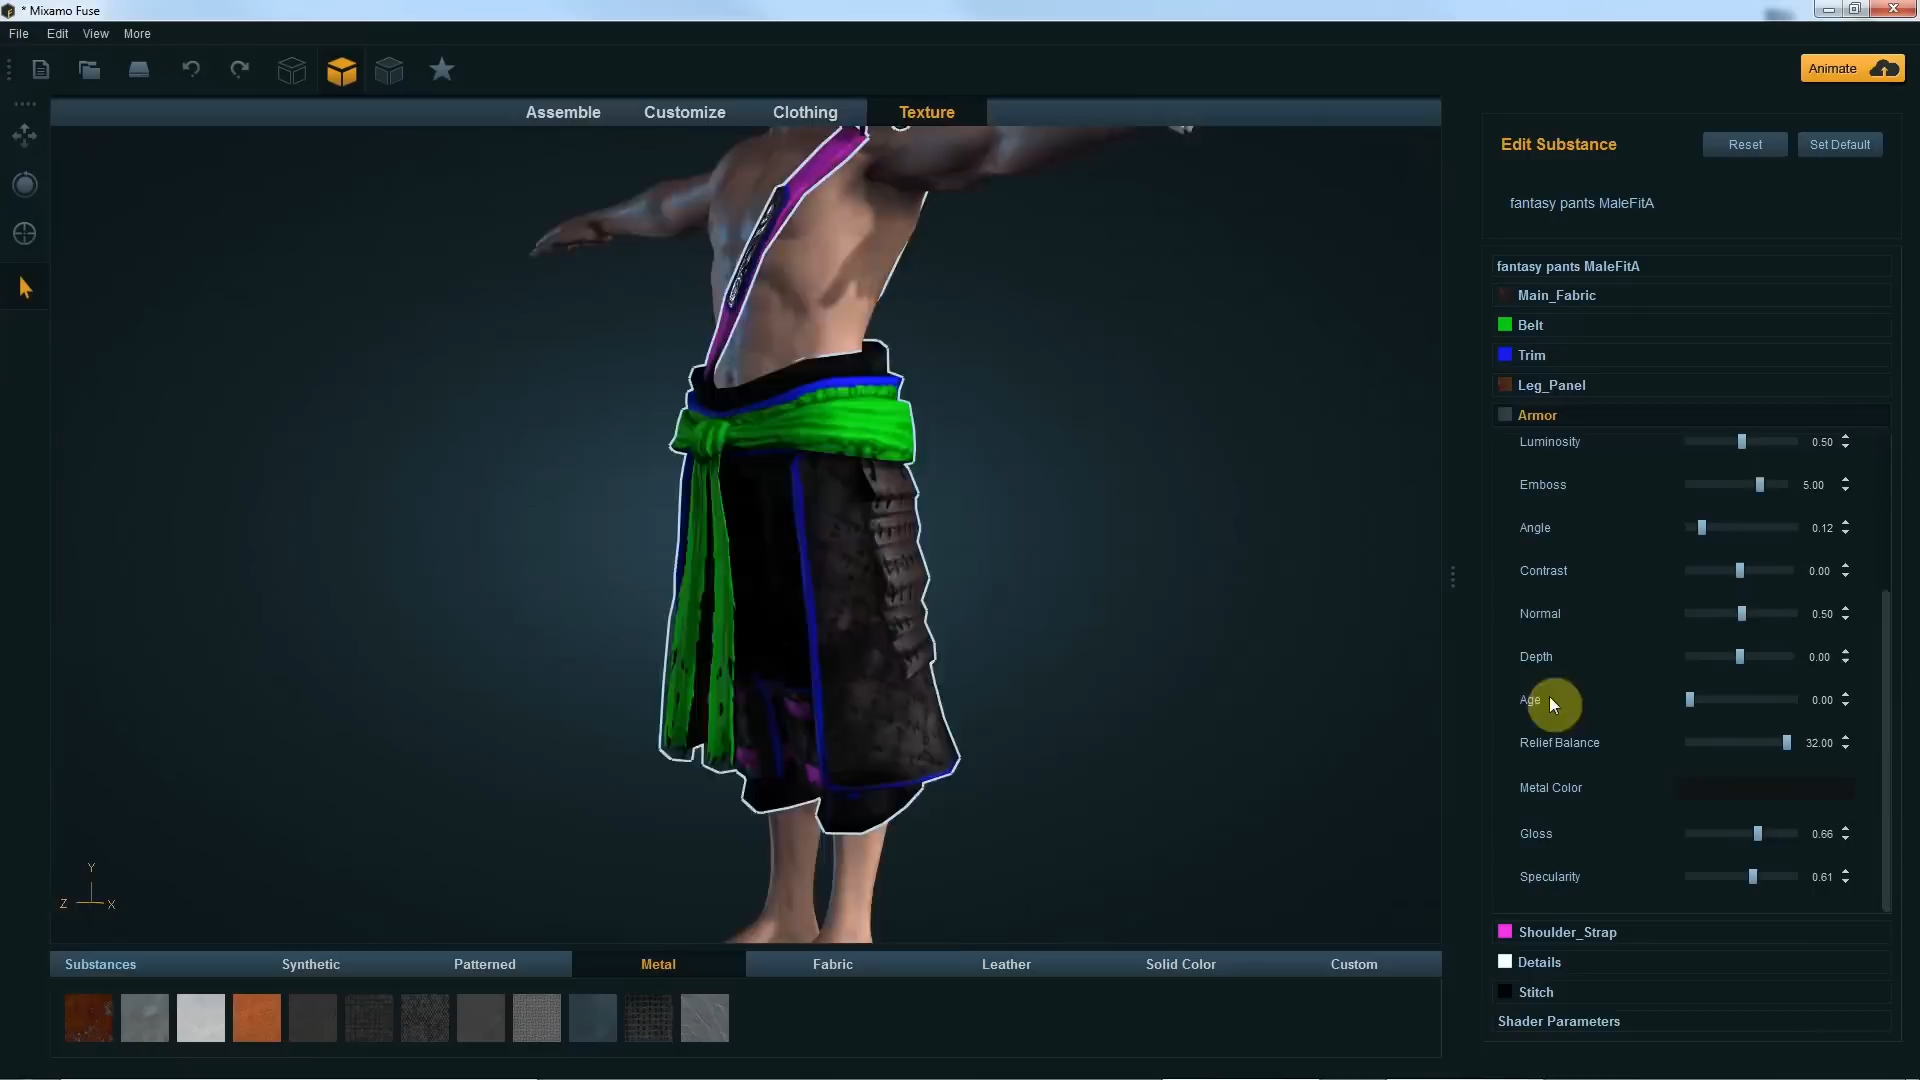 * Mixamo Fuse
File Edit View More
Animate
Assemble Customize Clothing Texture
Edit Substance Reset Set Default
fantasy pants MaleFitA
fantasy pants MaleFitA
Main_Fabric
Belt
Trim
Leg_Panel
Armor
Luminosity 0.50
Emboss 5.00
Angle 0.12
Contrast 0.00
Normal 0.50
Depth 0.00
Age 0.00
Relief Balance 32.00
Metal Color
Gloss 0.66
Specularity 0.61
Shoulder_Strap
Details
Stitch
Shader Parameters
Y
Z X
Substances Synthetic Patterned Metal Fabric Leather Solid Color Custom